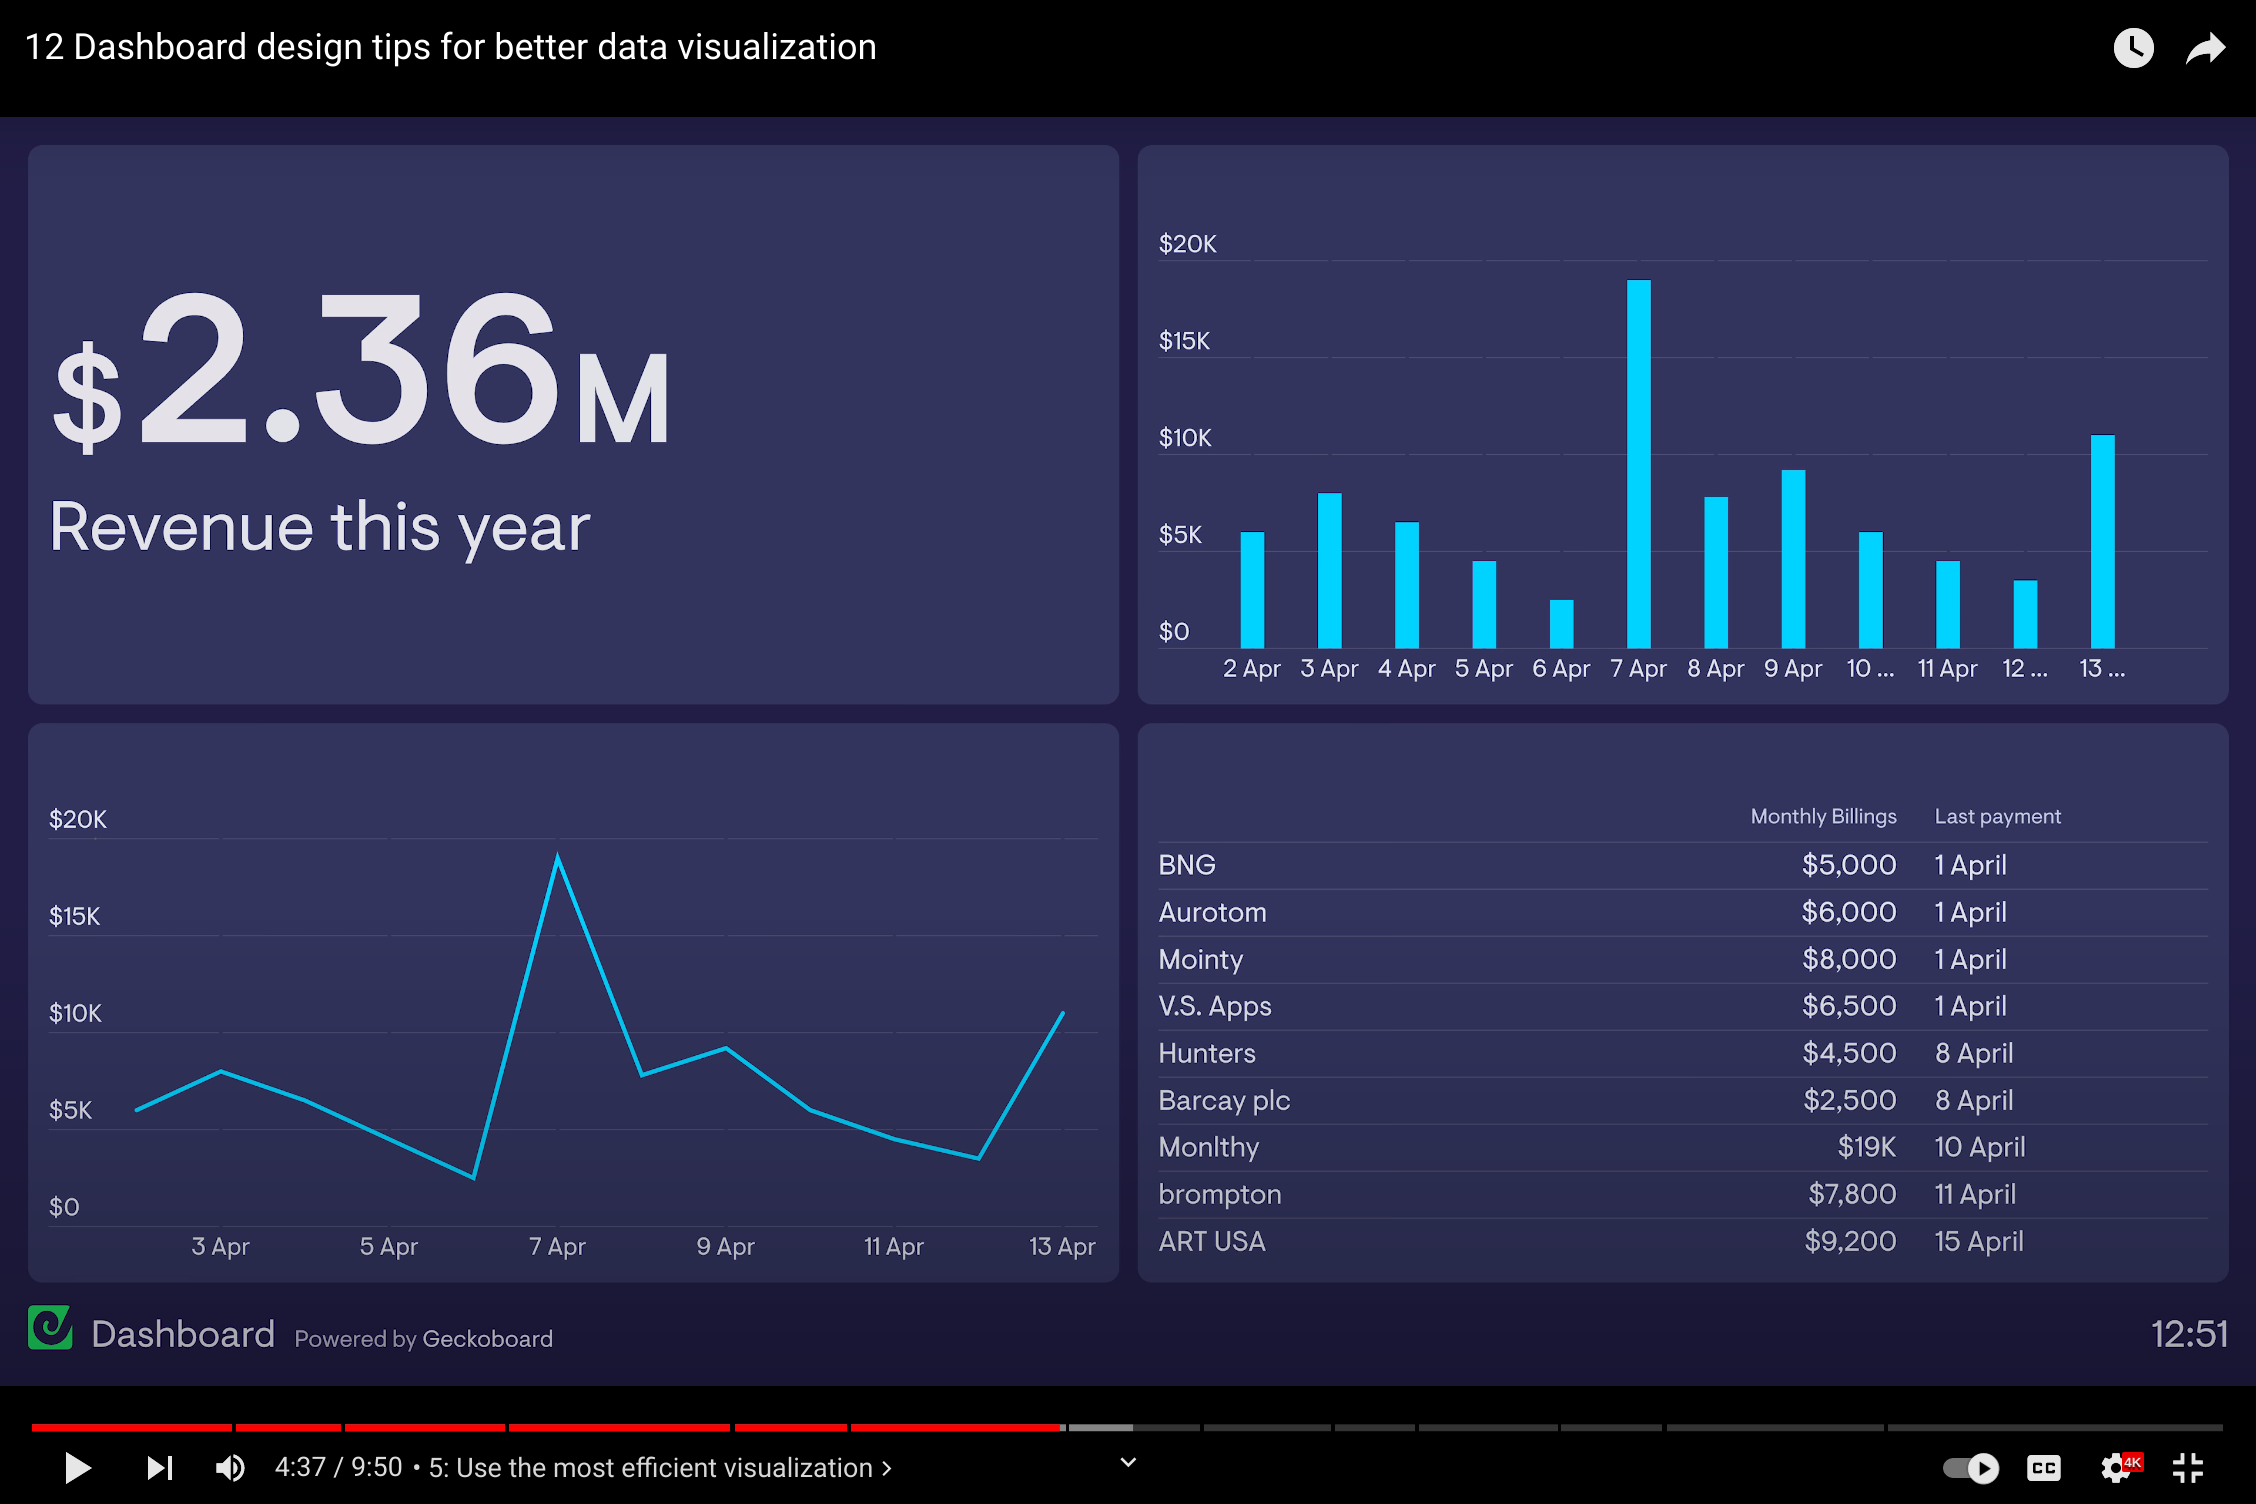 12 Dashboard design tips for better data visualization
$2.36M
Revenue this year
$20K
$15K
$10K
$5K
$0
2 Apr 3 Apr 4 Apr 5 Apr 6 Apr 7 Apr 8 Apr 9 Apr 10 ... 11 Apr 12 ... 13 ...
$20K
$15K
$10K
$5K
$0
3 Apr 5 Apr 7 Apr 9 Apr 11 Apr 13 Apr
Monthly Billings Last payment
BNG $5,000 1 April
Aurotom $6,000 1 April
Mointy $8,000 1 April
V.S. Apps $6,500 1 April
Hunters $4,500 8 April
Barcay plc $2,500 8 April
Monlthy $19K 10 April
brompton $7,800 11 April
ART USA $9,200 15 April
Dashboard Powered by Geckoboard
12:51
4:37 / 9:50 • 5: Use the most efficient visualization >
CC
4K